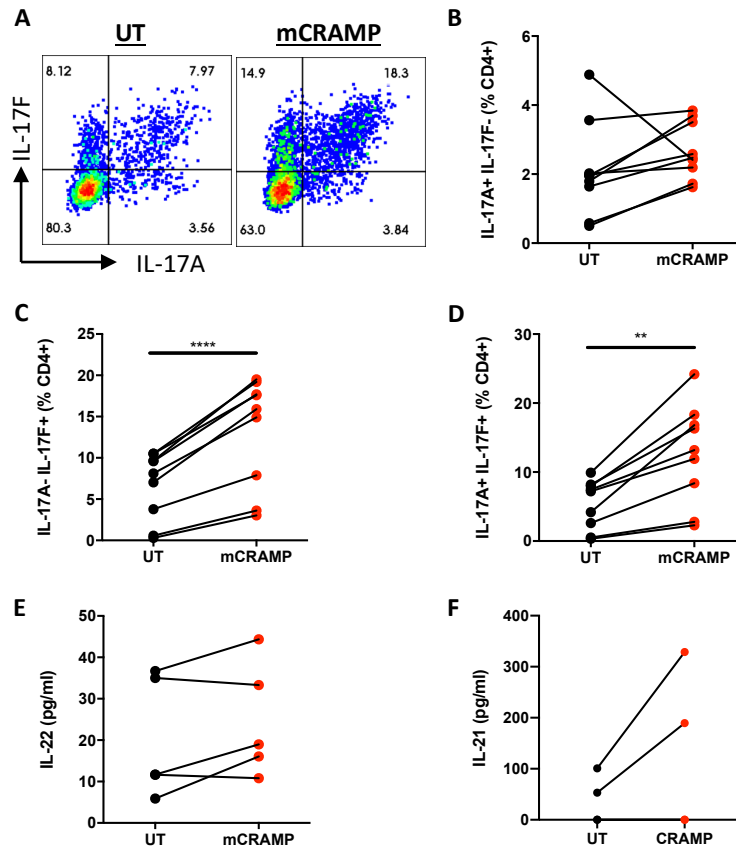 A
UT
mCRAMP
8.12
7.97
14.9
18.3
80.3
3.56
63.0
3.84
IL-17F
IL-17A
B
IL-17A+ IL-17F- (% CD4+)
6
4
2
0
UT
mCRAMP
C
IL-17A- IL-17F+ (% CD4+)
25
20
15
10
5
0
****
UT
mCRAMP
D
IL-17A+ IL-17F+ (% CD4+)
30
20
10
0
**
UT
mCRAMP
E
IL-22 (pg/ml)
50
40
30
20
10
0
UT
mCRAMP
F
IL-21 (pg/ml)
400
300
200
100
0
UT
CRAMP